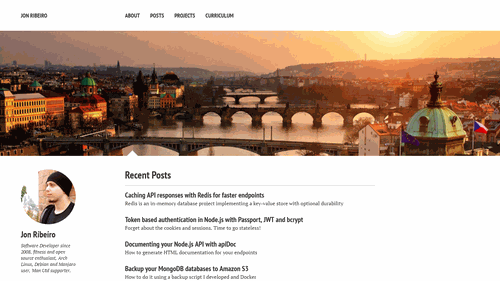 JON RIBEIRO
ABOUT POSTS PROJECTS CURRICULUM
Recent Posts
Caching API responses with Redis for faster endpoints
Redis is an in-memory database project implementing a key-value store with optional durability
Token based authentication in Node.js with Passport, JWT and bcrypt
Forget about the cookies and sessions. Time to go stateless!
Documenting your Node.js API with apiDoc
How to generate HTML documentation for your endpoints
Backup your MongoDB databases to Amazon S3
How to do it using a backup script I developed and Docker
Jon Ribeiro
Software Developer since
2008, fitness and open
source enthusiast, Arch
Linux, Debian and Manjaro
user, Man Utd supporter.